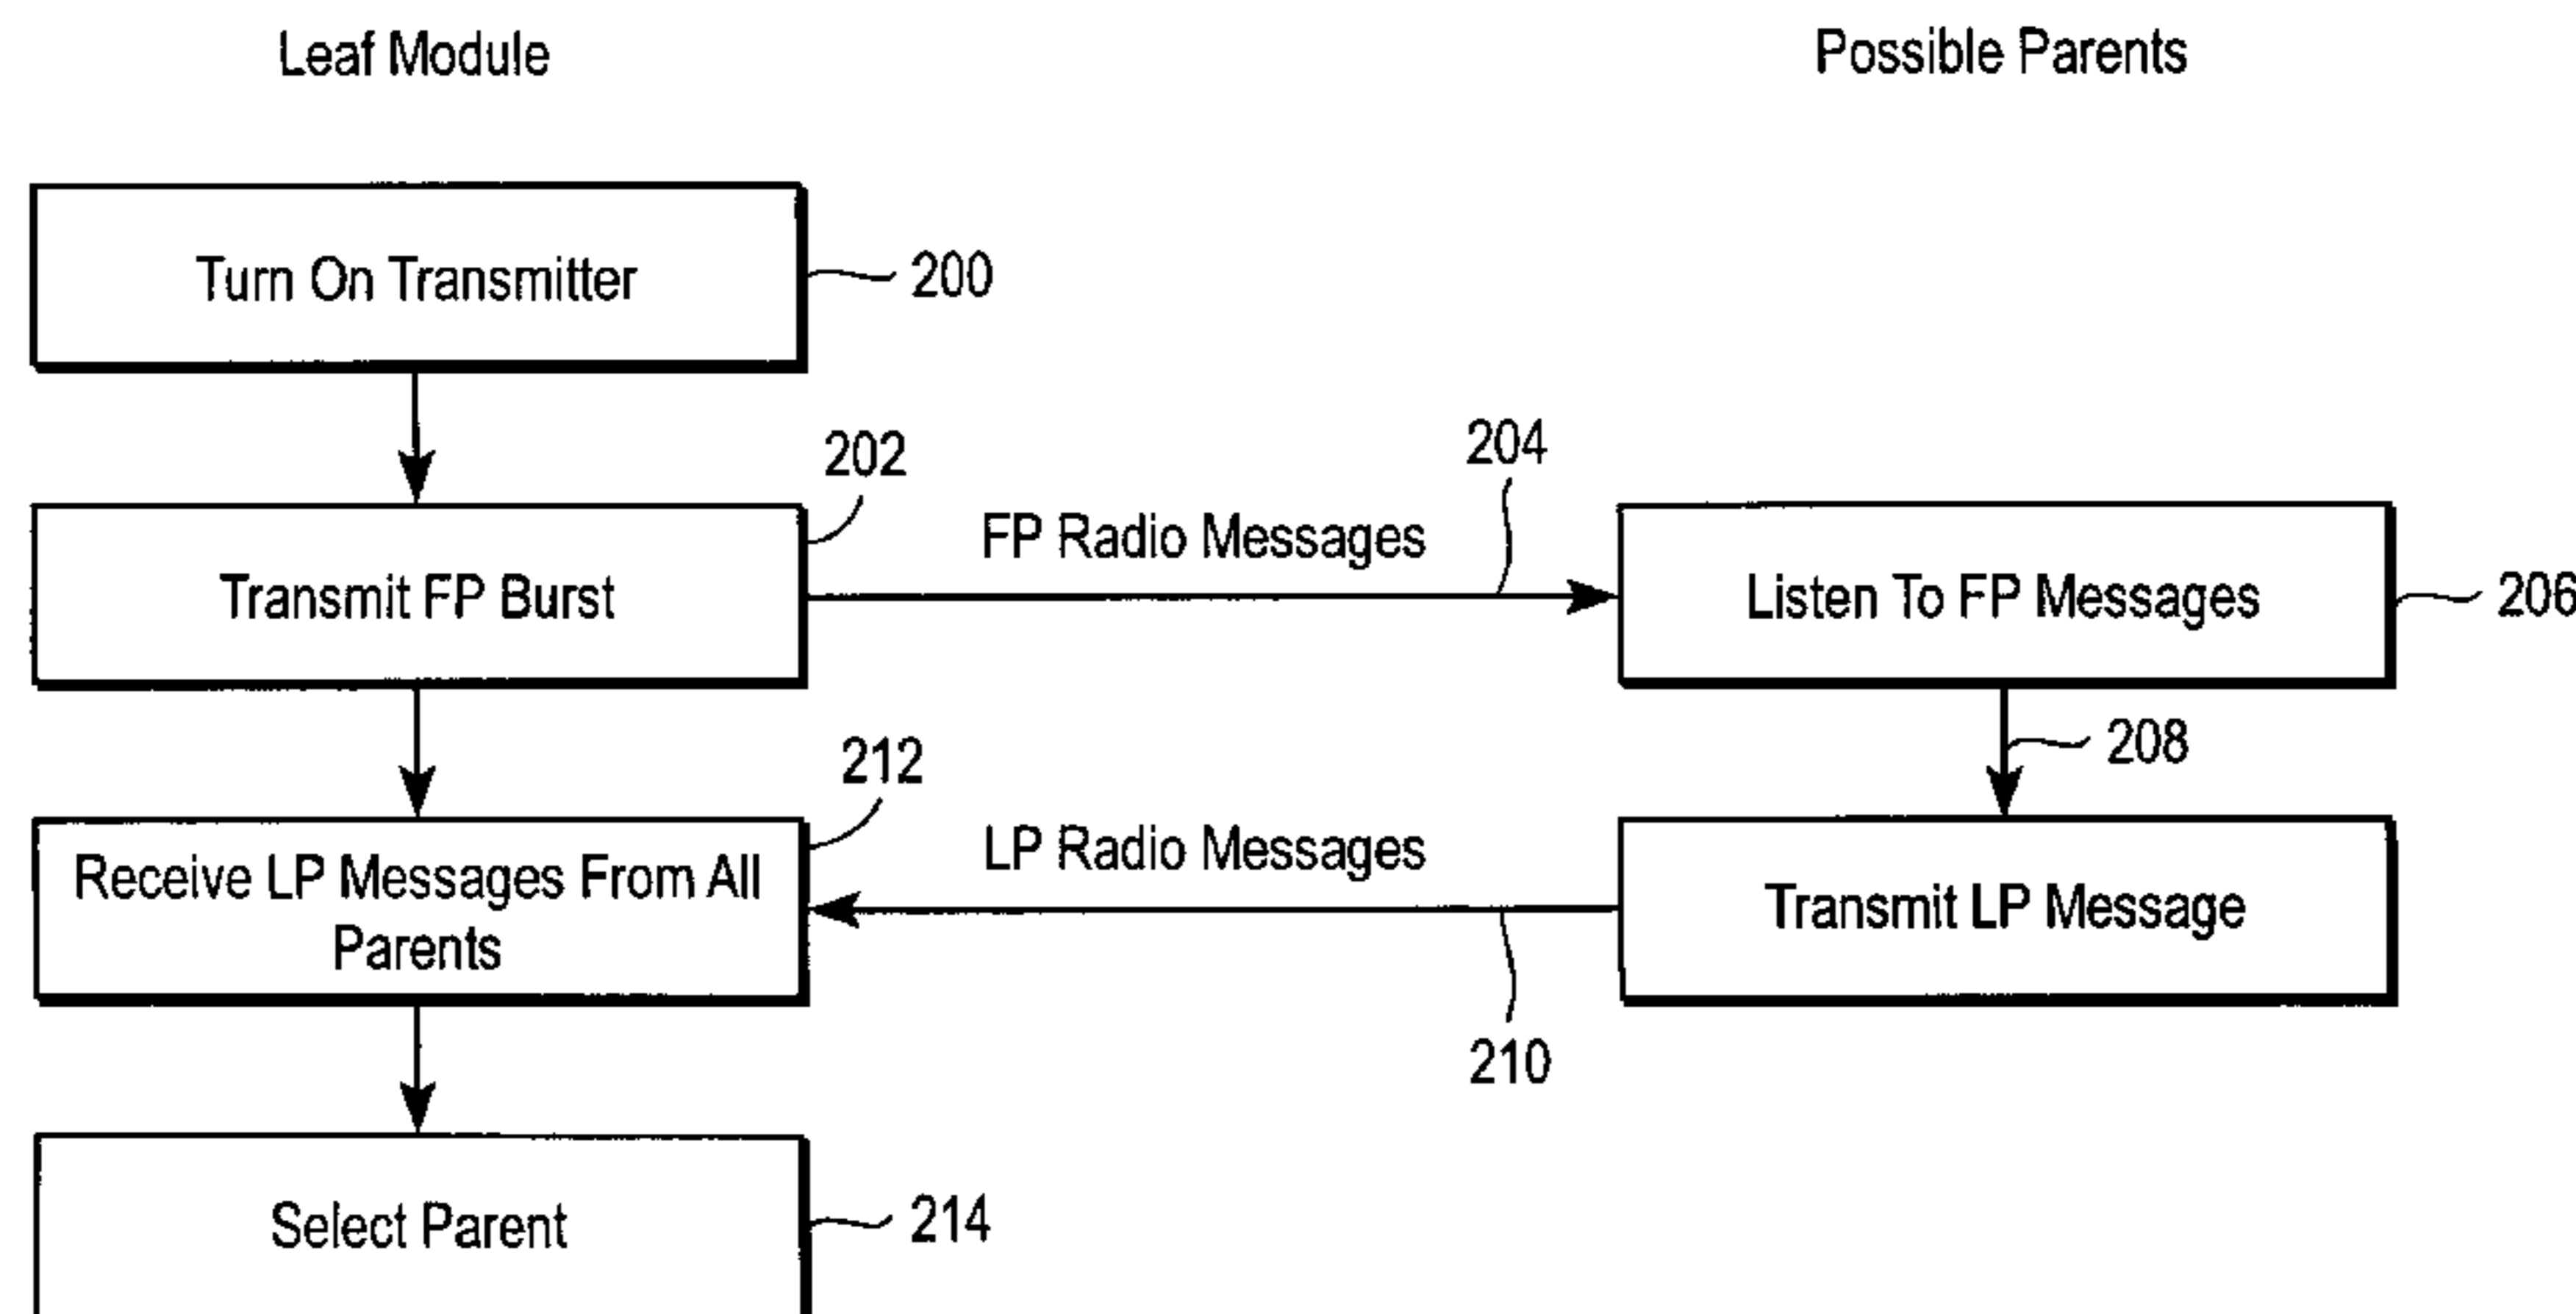 Leaf Module
Possible Parents
Turn On Transmitter
200
202
204
FP Radio Messages
Transmit FP Burst
Listen To FP Messages
206
208
212
LP Radio Messages
Receive LP Messages From All
Parents
Transmit LP Message
210
Select Parent
214